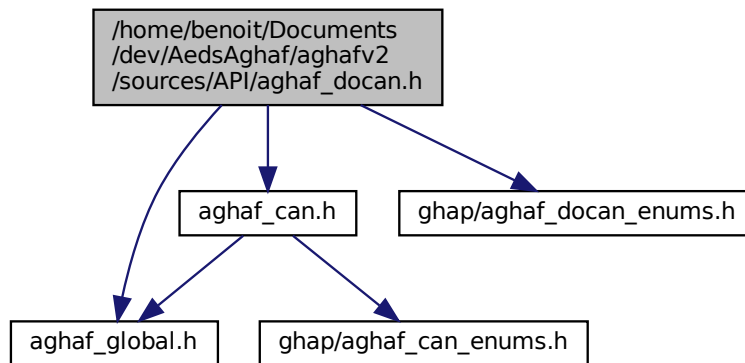 /home/benoit/Documents
/dev/AedsAghaf/aghafv2
/sources/API/aghaf_docan.h
aghaf_can.h
ghap/aghaf_docan_enums.h
aghaf_global.h
ghap/aghaf_can_enums.h